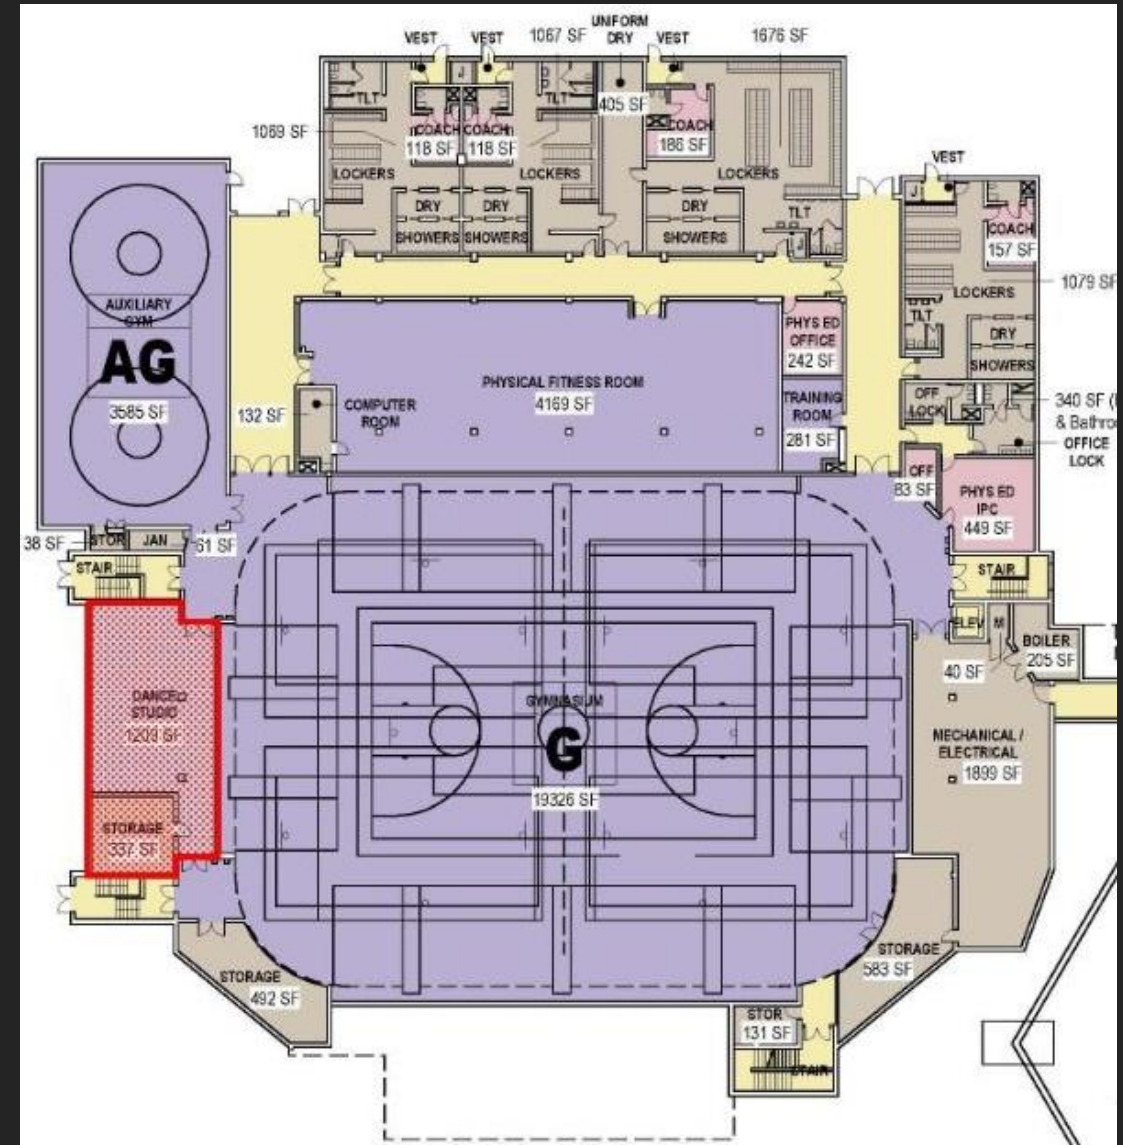 UNIFORM
DRY
VEST
VEST
1067 SF
VEST
1676 SF
TLT
J
TLT
405 SF
1069 SF
COACH
118 SF
COACH
118 SF
COACH
186 SF
LOCKERS
LOCKERS
LOCKERS
DRY
DRY
DRY
SHOWERS
SHOWERS
SHOWERS
TLT
J
VEST
J
COACH
157 SF
1079 SF
LOCKERS
TLT
DRY
SHOWERS
AUXILIARY
GYM
AG
3585 SF
132 SF
COMPUTER
ROOM
PHYSICAL FITNESS ROOM
4169 SF
PHYS ED
OFFICE
242 SF
TRAINING
ROOM
281 SF
OFF
LOCK
340 SF (
& Bathro
OFFICE
LOCK
OFF
83 SF
PHYS.ED
IPC
449 SF
38 SF
STOR
JAN
61 SF
STAIR
STAIR
ELEV
M
BOILER
205 SF
40 SF
DANCE
STUDIO
1209 SF
GYMNASIUM
G
19326 SF
MECHANICAL /
ELECTRICAL
1899 SF
STORAGE
337 SF
STORAGE
492 SF
STORAGE
583 SF
STOR
131 SF
STAIR